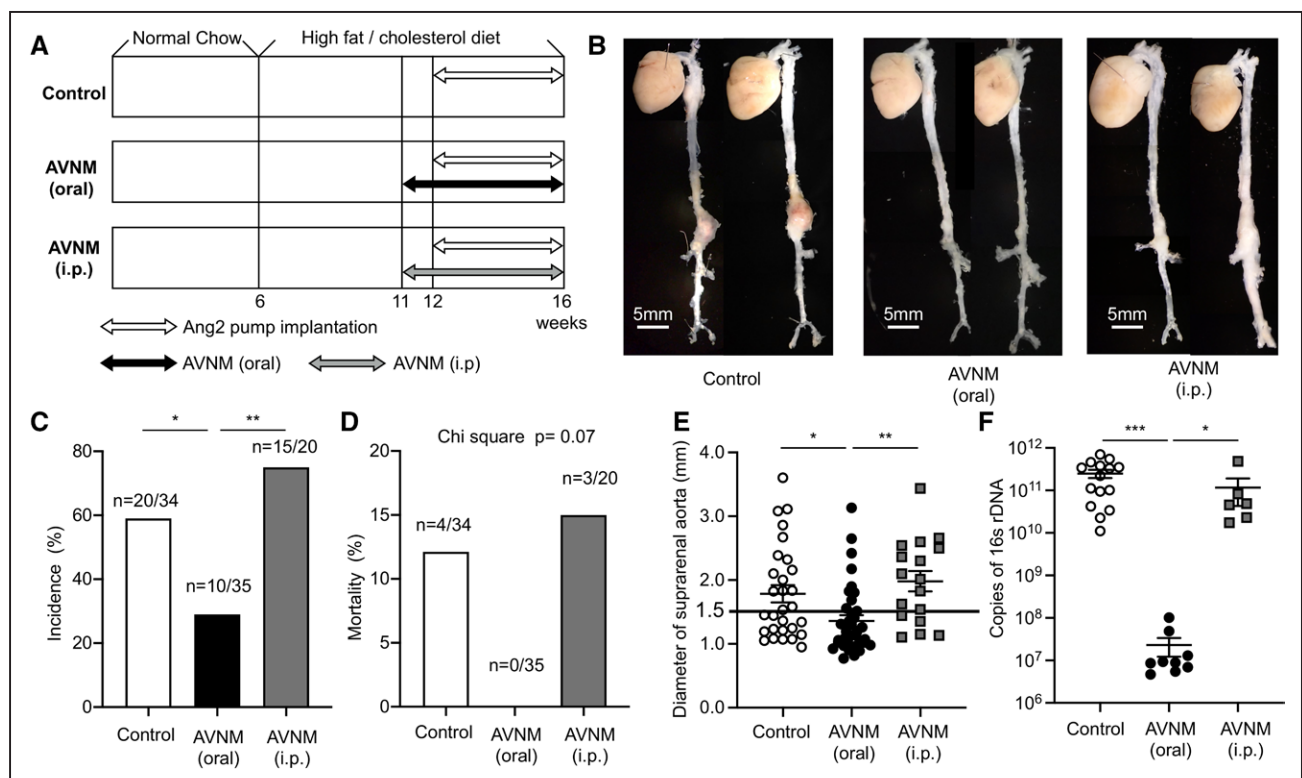 A
Normal Chow
High fat / cholesterol diet
Control
AVNM
(oral)
AVNM
(i.p.)
6
11
12
16
weeks
Ang2 pump implantation
AVNM (oral)
AVNM (i.p)
B
5mm
5mm
5mm
Control
AVNM
(oral)
AVNM
(i.p.)
C
*
**
n=15/20
n=20/34
n=10/35
Incidence (%)
80
60
40
20
0
Control
AVNM
(oral)
AVNM
(i.p.)
D
Chi square p= 0.07
n=3/20
n=4/34
n=0/35
Mortality (%)
20
15
10
5
0
Control
AVNM
(oral)
AVNM
(i.p.)
E
*
**
Diameter of suprarenal aorta (mm)
4.0
3.0
2.0
1.5
1.0
0.0
Control
AVNM
(oral)
AVNM
(i.p.)
F
***
*
Copies of 16s rDNA
10¹²
10¹¹
10¹⁰
10⁹
10⁸
10⁷
10⁶
Control
AVNM
(oral)
AVNM
(i.p.)